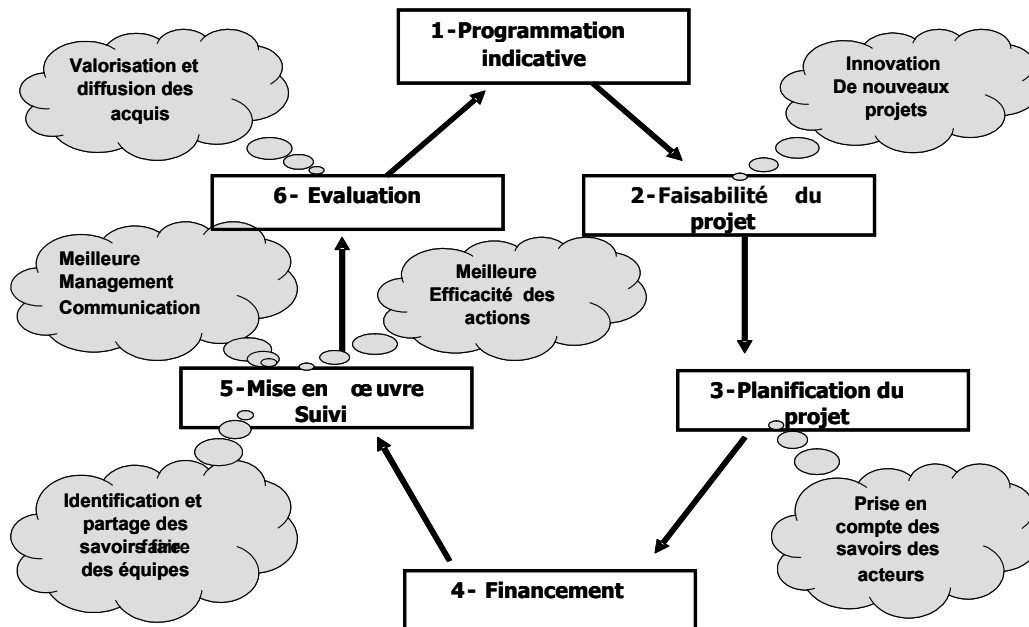 1-Programmation
indicative
Valorisation et
diffusion des
acquis
Innovation
De nouveaux
projets
6- Evaluation
2-Faisabilité du
projet
Meilleure
Management
Communication
Meilleure
Efficacité des
actions
5-Mise en œuvre
Suivi
3-Planification du
projet
Identification et
partage des
savoirs faire
des équipes
Prise en
compte des
savoirs des
acteurs
4- Financement